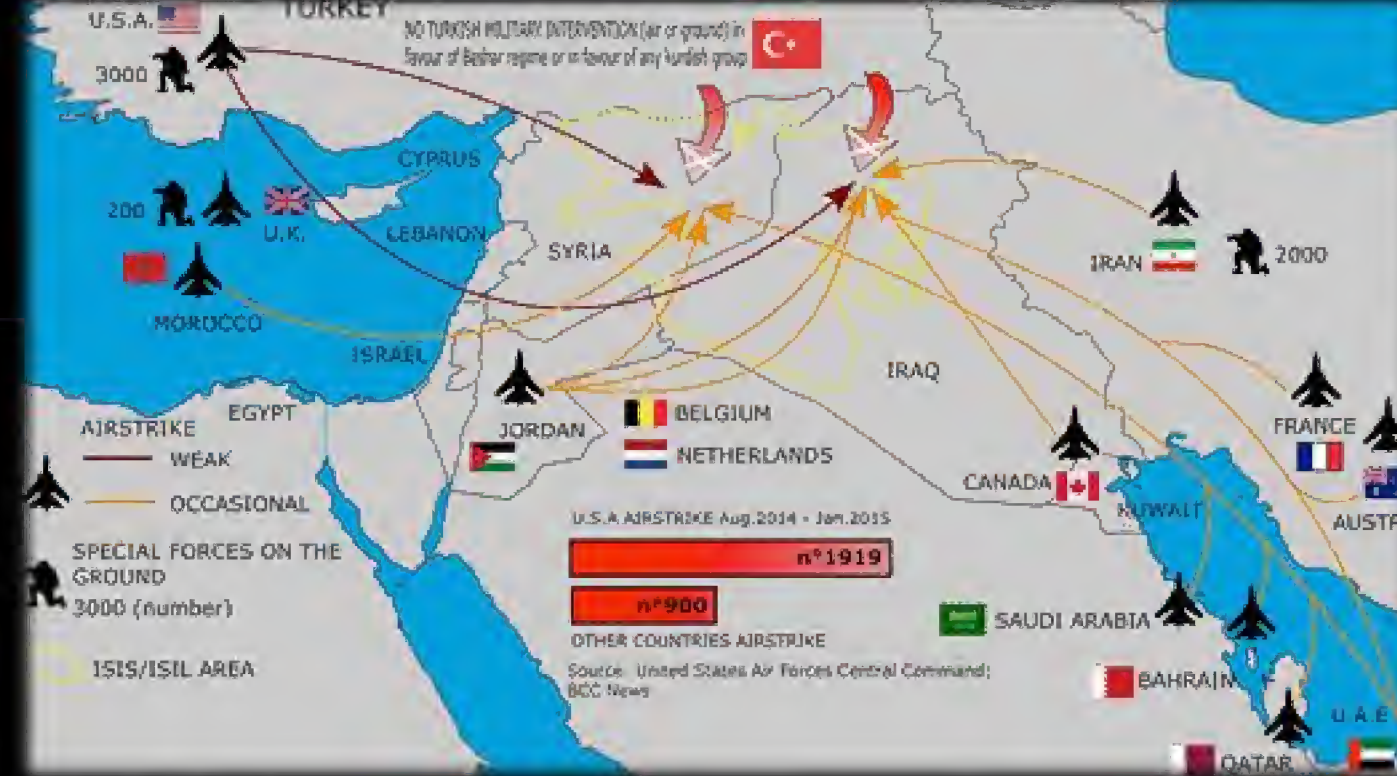 TURKEY
U.S.A.
NO TURKISH MILITARY INTERVENTION (air or ground) in
favour of Bashar regime or in favour of any kurdish group
3000
CYPRUS
200
U.K.
LEBANON
SYRIA
IRAN
2000
MOROCCO
ISRAEL
IRAQ
EGYPT
JORDAN
BELGIUM
NETHERLANDS
FRANCE
CANADA
KUWAIT
AUSTR
AIRSTRIKE
WEAK
OCCASIONAL
SPECIAL FORCES ON THE
GROUND
3000 (number)
ISIS/ISIL AREA
U.S.A AIRSTRIKE Aug.2014 - Jan.2015
n°1919
n°900
OTHER COUNTRIES AIRSTRIKE
Source: United States Air Forces Central Command;
BCC News
SAUDI ARABIA
BAHRAIN
QATAR
U.A.E